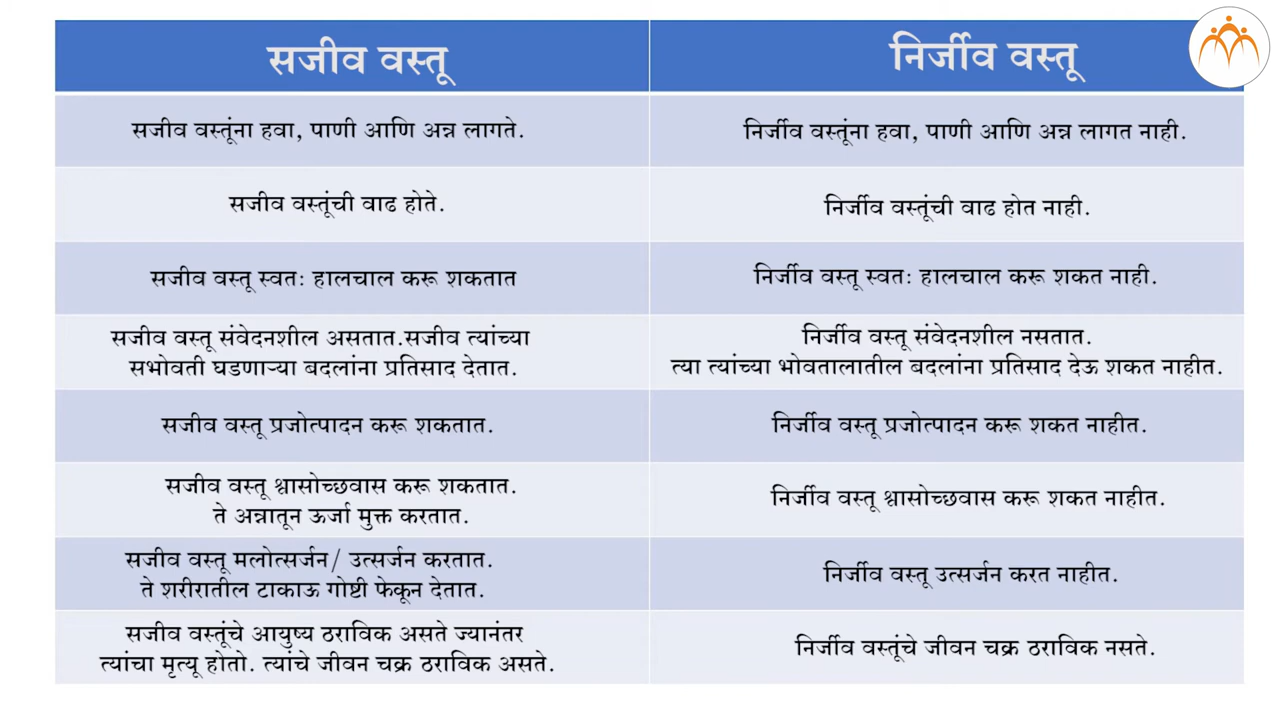 सजीव वस्तू
निर्जीव वस्तू
सजीव वस्तूंना हवा, पाणी आणि अन्न लागते.
निर्जीव वस्तूंना हवा, पाणी आणि अन्न लागत नाही.
सजीव वस्तूंची वाढ होते.
निर्जीव वस्तूंची वाढ होत नाही.
सजीव वस्तू स्वतः हालचाल करू शकतात
निर्जीव वस्तू स्वतः हालचाल करू शकत नाही.
सजीव वस्तू संवेदनशील असतात.सजीव त्यांच्या
सभोवती घडणाऱ्या बदलांना प्रतिसाद देतात.
निर्जीव वस्तू संवेदनशील नसतात.
त्या त्यांच्या भोवतालातील बदलांना प्रतिसाद देऊ शकत नाहीत.
सजीव वस्तू प्रजोत्पादन करू शकतात.
निर्जीव वस्तू प्रजोत्पादन करू शकत नाहीत.
सजीव वस्तू श्वासोच्छवास करू शकतात.
ते अन्नातून ऊर्जा मुक्त करतात.
निर्जीव वस्तू श्वासोच्छवास करू शकत नाहीत.
सजीव वस्तू मलोत्सर्जन/ उत्सर्जन करतात.
ते शरीरातील टाकाऊ गोष्टी फेकून देतात.
निर्जीव वस्तू उत्सर्जन करत नाहीत.
सजीव वस्तूंचे आयुष्य ठराविक असते ज्यानंतर
त्यांचा मृत्यू होतो. त्यांचे जीवन चक्र ठराविक असते.
निर्जीव वस्तूंचे जीवन चक्र ठराविक नसते.